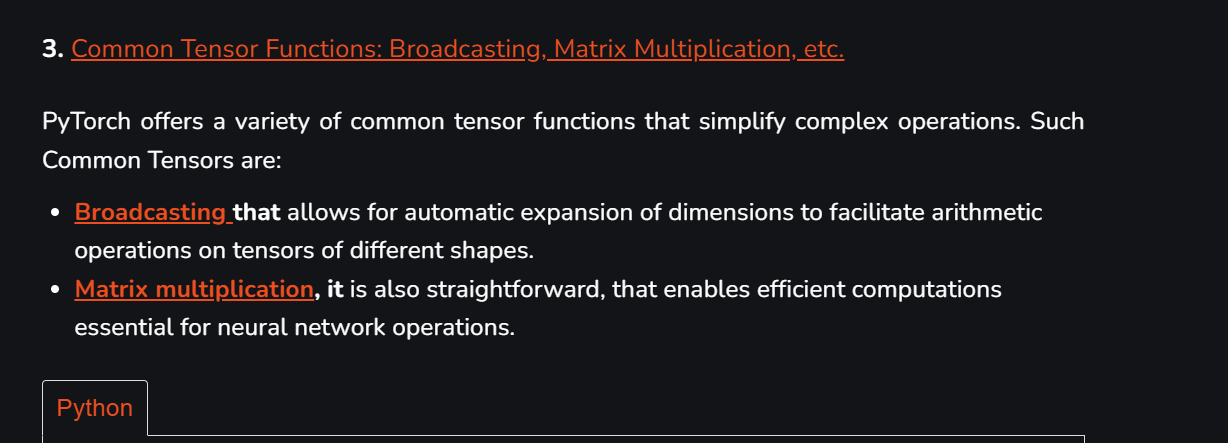 3. Common Tensor Functions: Broadcasting, Matrix Multiplication, etc.
PyTorch offers a variety of common tensor functions that simplify complex operations. Such
Common Tensors are:
• Broadcasting that allows for automatic expansion of dimensions to facilitate arithmetic
operations on tensors of different shapes.
• Matrix multiplication, it is also straightforward, that enables efficient computations
essential for neural network operations.
Python